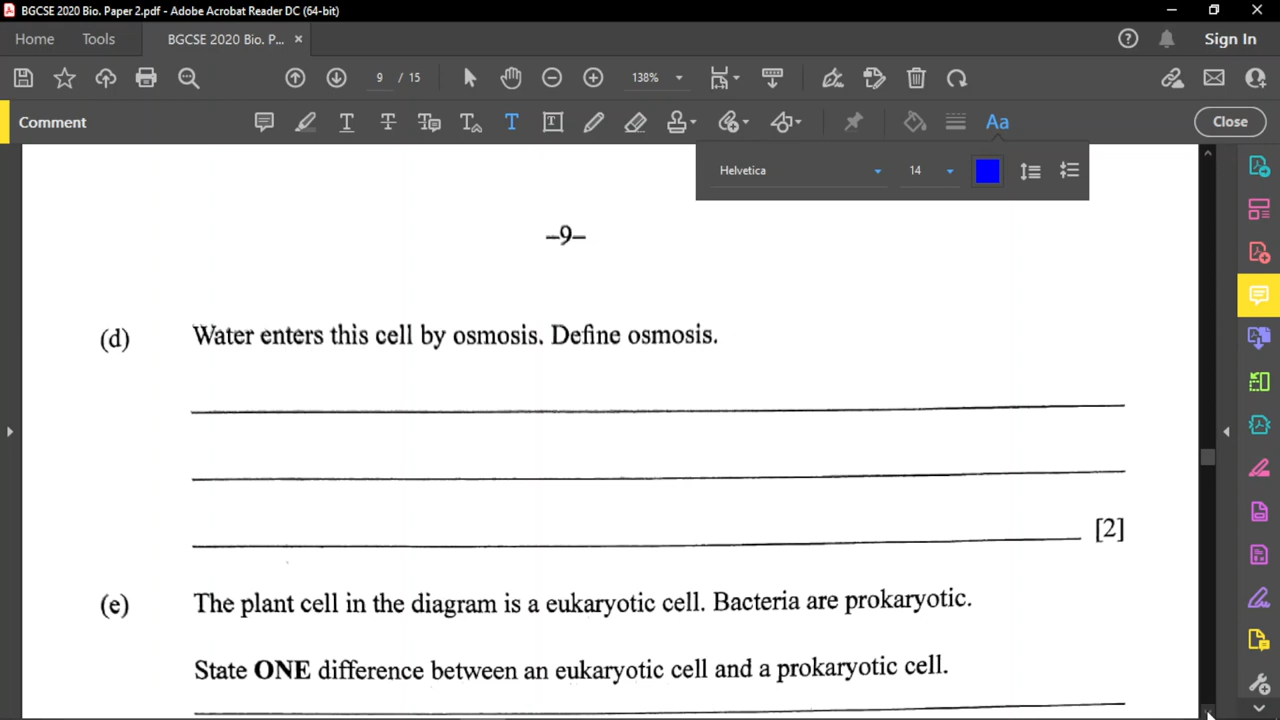 BGCSE 2020 Bio. Paper 2.pdf - Adobe Acrobat Reader DC (64-bit)
Home Tools BGCSE 2020 Bio. P... × Sign In
9 / 15 138%
Comment Close
Helvetica 14
–9–
(d) Water enters this cell by osmosis. Define osmosis.
[2]
(e) The plant cell in the diagram is a eukaryotic cell. Bacteria are prokaryotic.
State ONE difference between an eukaryotic cell and a prokaryotic cell.